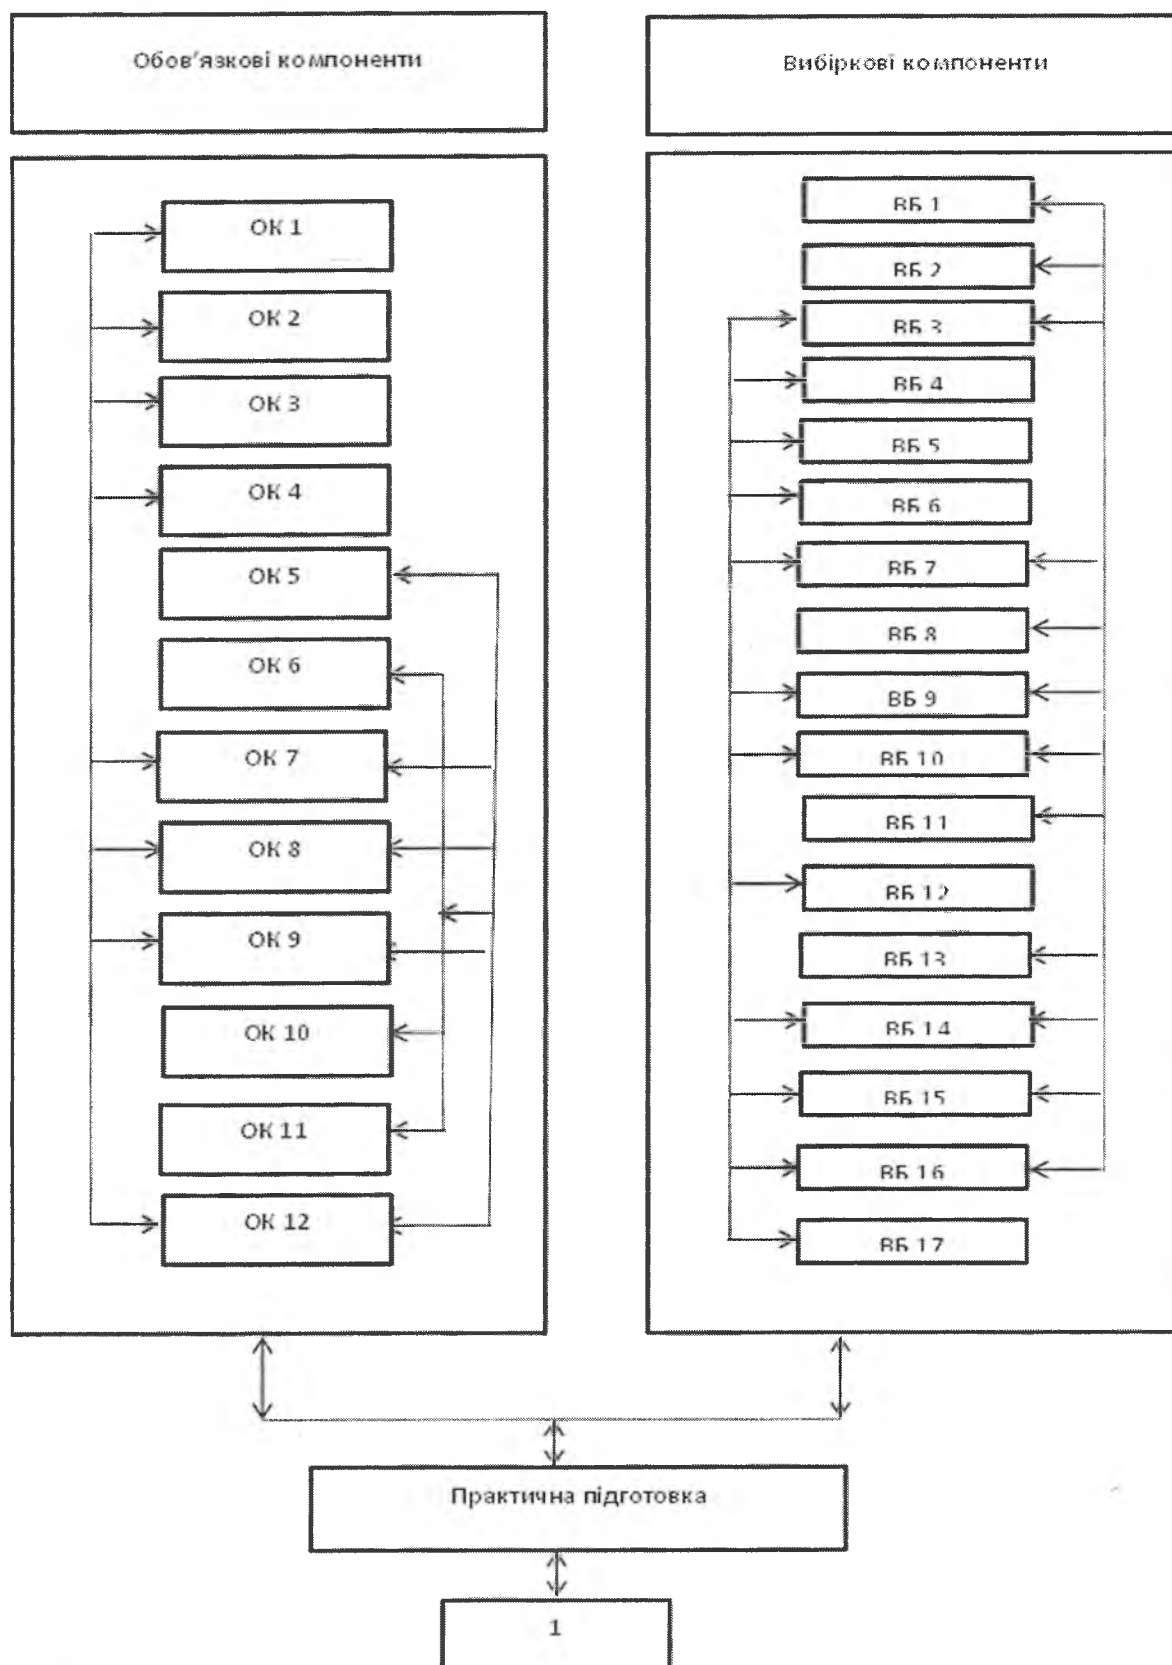 Обов'язкові компоненти
Вибіркові компоненти
ОК 1
ОК 2
ОК 3
ОК 4
ОК 5
ОК 6
ОК 7
ОК 8
ОК 9
ОК 10
ОК 11
ОК 12
ВБ 1
ВБ 2
ВБ 3
ВБ 4
ВБ 5
ВБ 6
ВБ 7
ВБ 8
ВБ 9
ВБ 10
ВБ 11
ВБ 12
ВБ 13
ВБ 14
ВБ 15
ВБ 16
ВБ 17
Практична підготовка
1